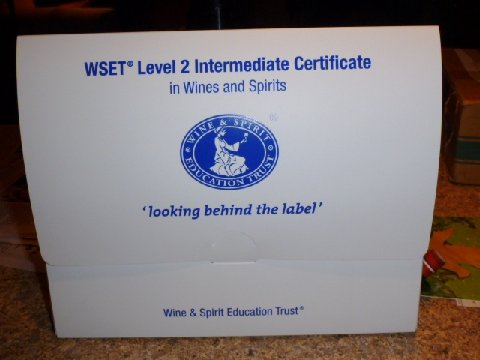 WSET® Level 2 Intermediate Certificate
in Wines and Spirits
WINE & SPIRIT
EDUCATION TRUST
®
'looking behind the label'
Wine & Spirit Education Trust®